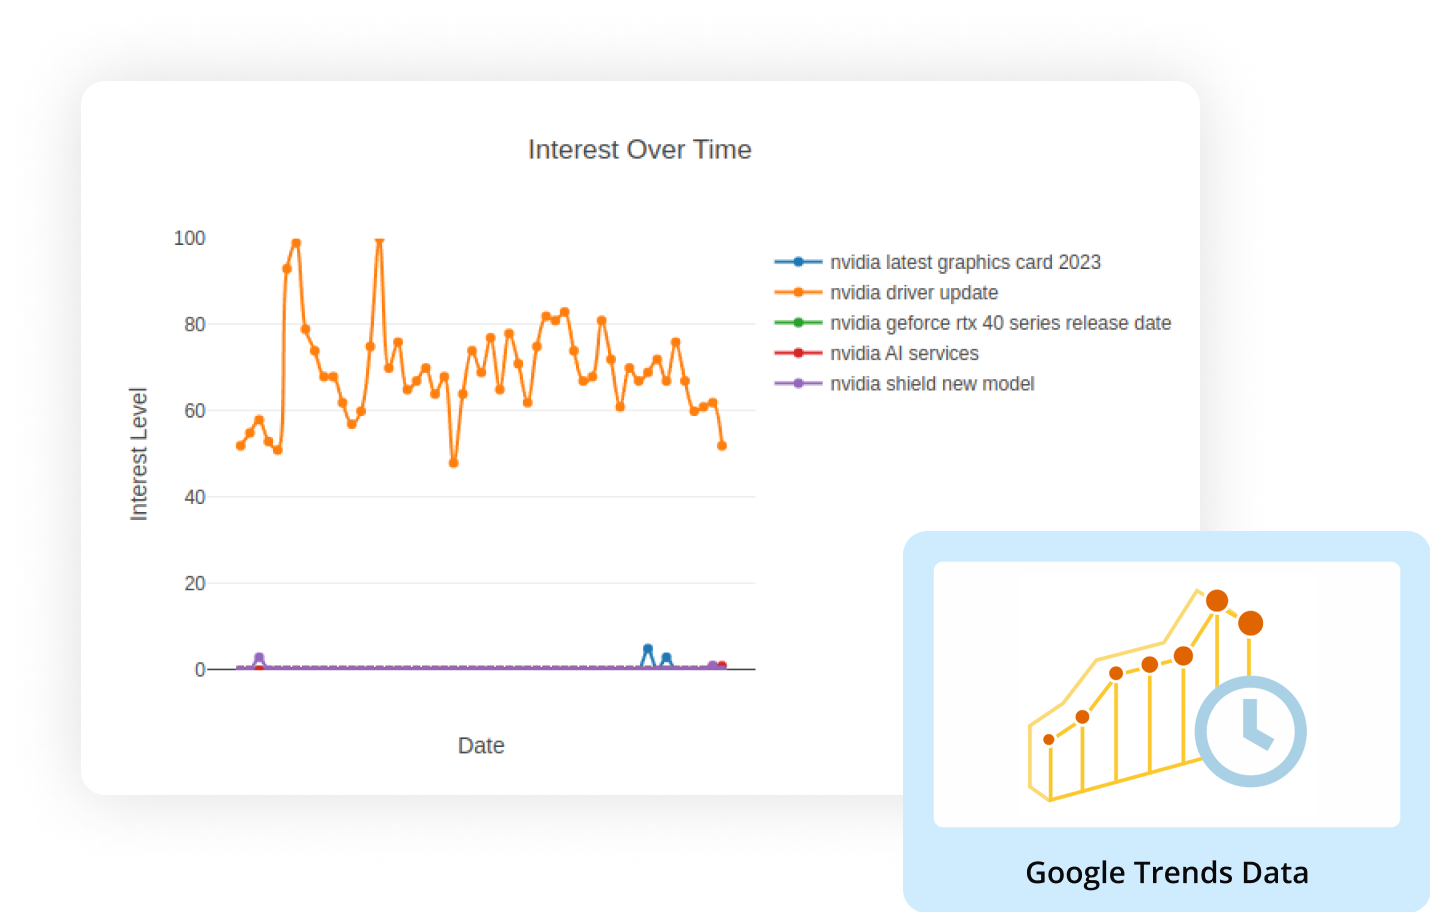 Interest Over Time
100
80
60
40
20
0
Interest Level
Date
nvidia latest graphics card 2023
nvidia driver update
nvidia geforce rtx 40 series release date
nvidia AI services
nvidia shield new model
Google Trends Data